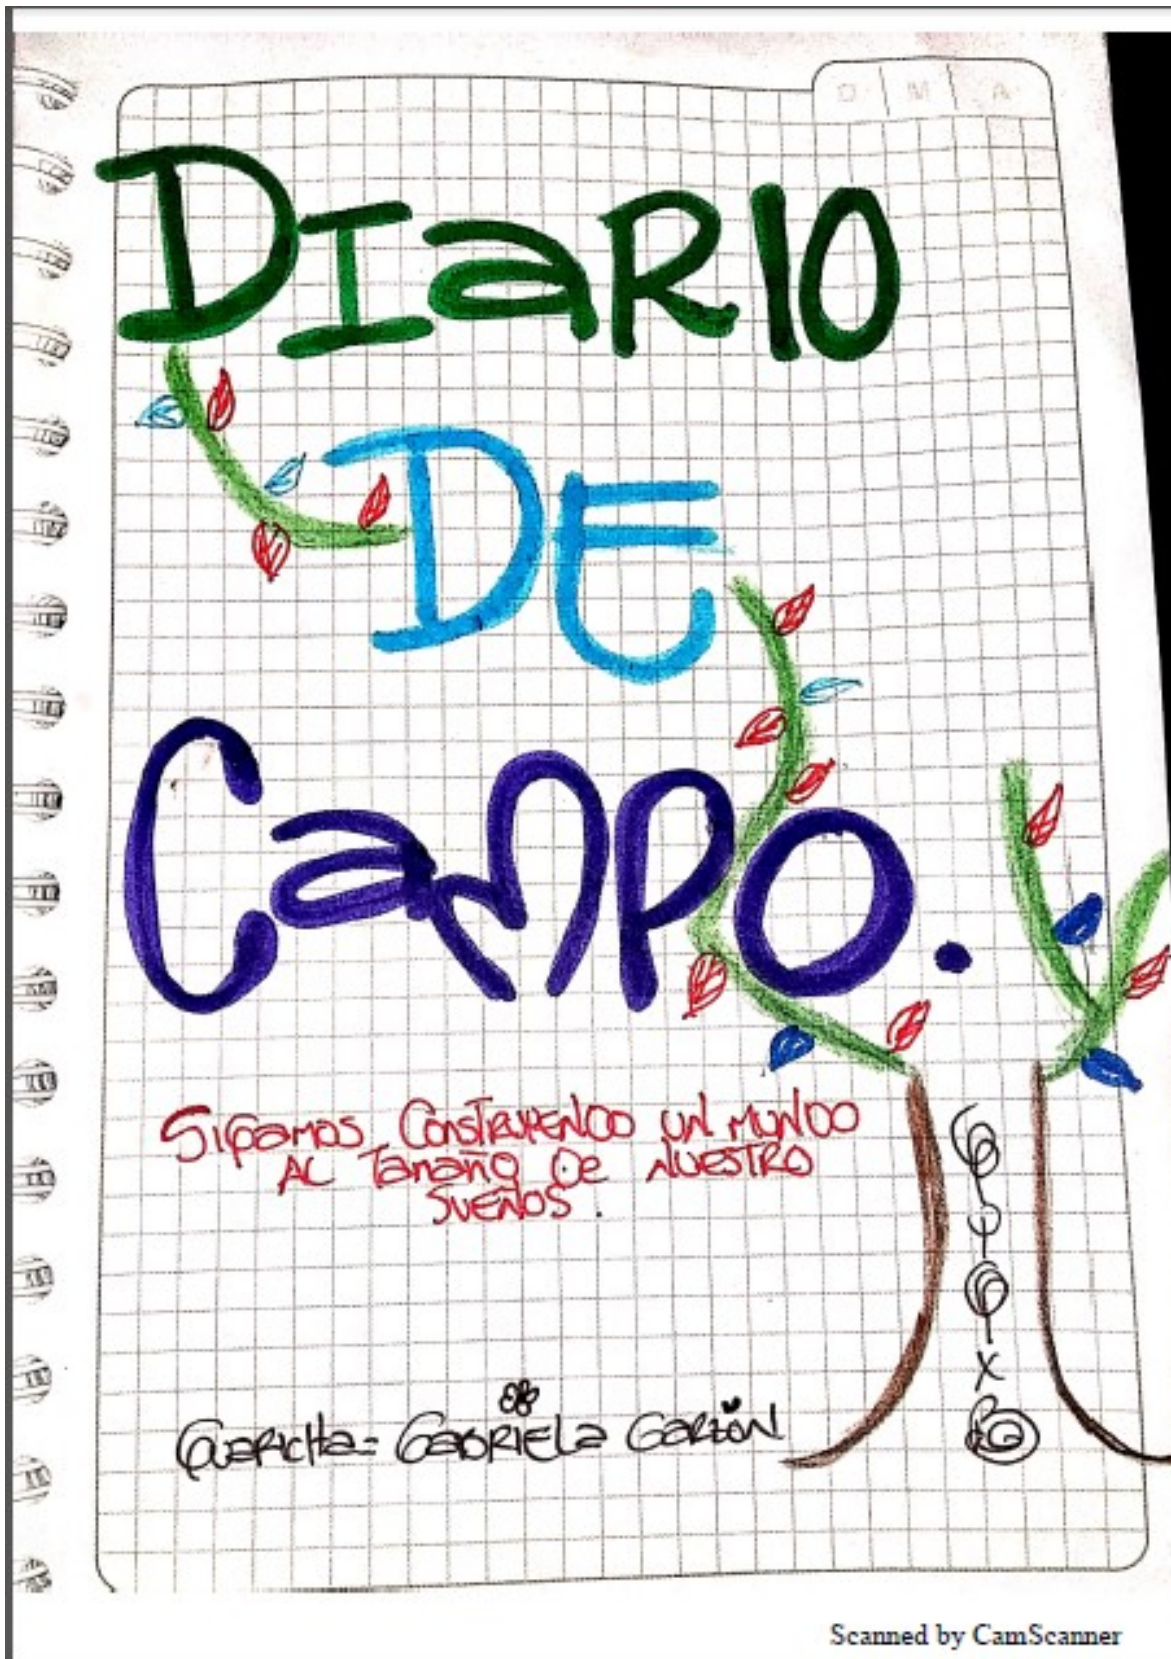 D M A
DIARIO
DE
CAMPO.
SIGAMOS CONSTRUYENDO UN MUNDO
AL TAMAÑO DE NUESTRO
SUEÑOS.
GUARICHA = GABRIELA GARZÓN
Scanned by CamScanner